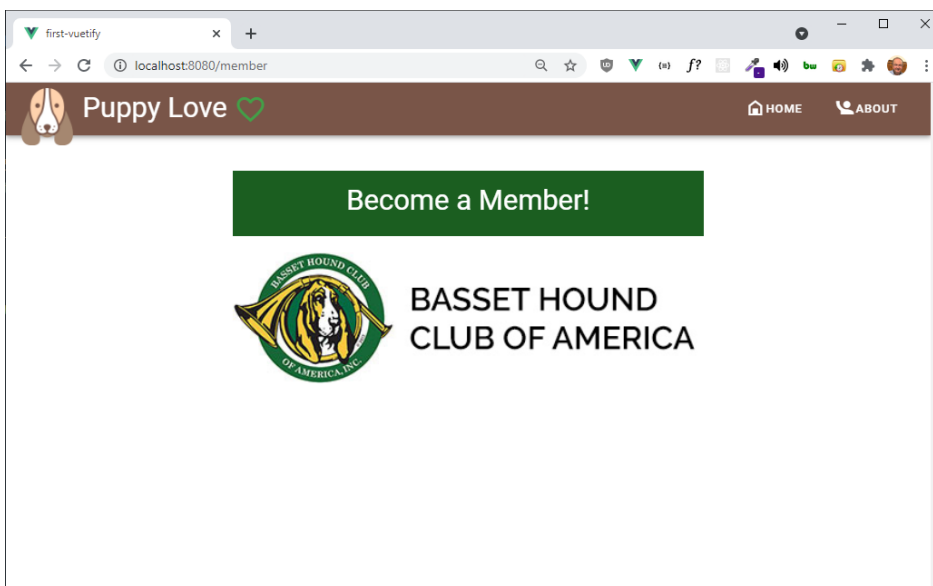 first-vuetify
localhost:8080/member
{=} f? bw
Puppy Love HOME ABOUT
Become a Member!
BASSET HOUND CLUB
OF AMERICA, INC.
BASSET HOUND
CLUB OF AMERICA